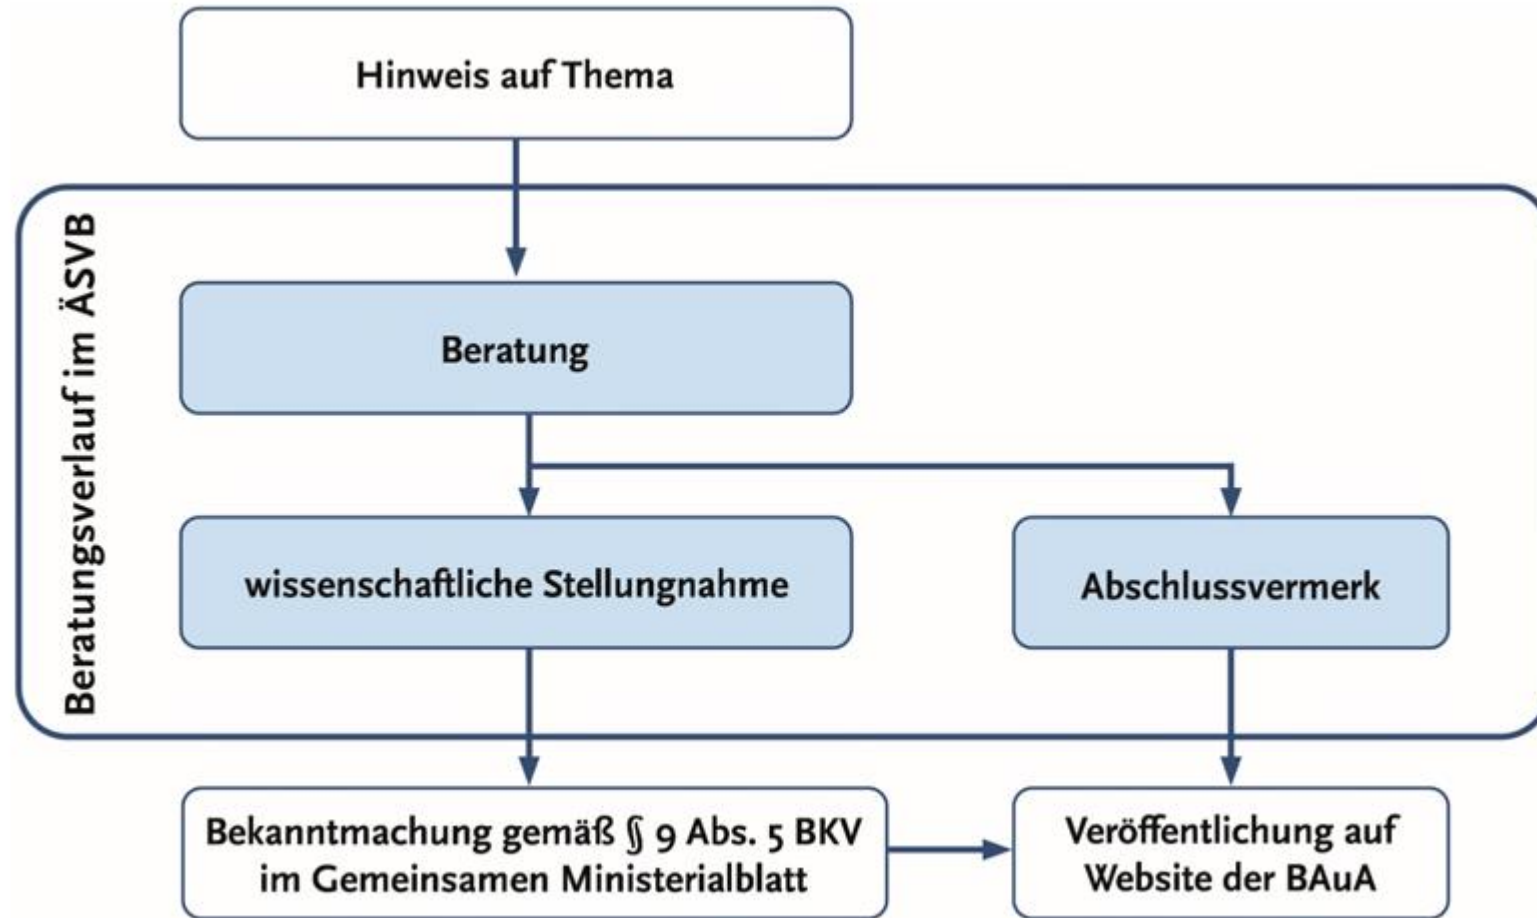 Hinweis auf Thema
Beratungsverlauf im ÄSVB
Beratung
wissenschaftliche Stellungnahme
Abschlussvermerk
Bekanntmachung gemäß § 9 Abs. 5 BKV
im Gemeinsamen Ministerialblatt
Veröffentlichung auf
Website der BAuA